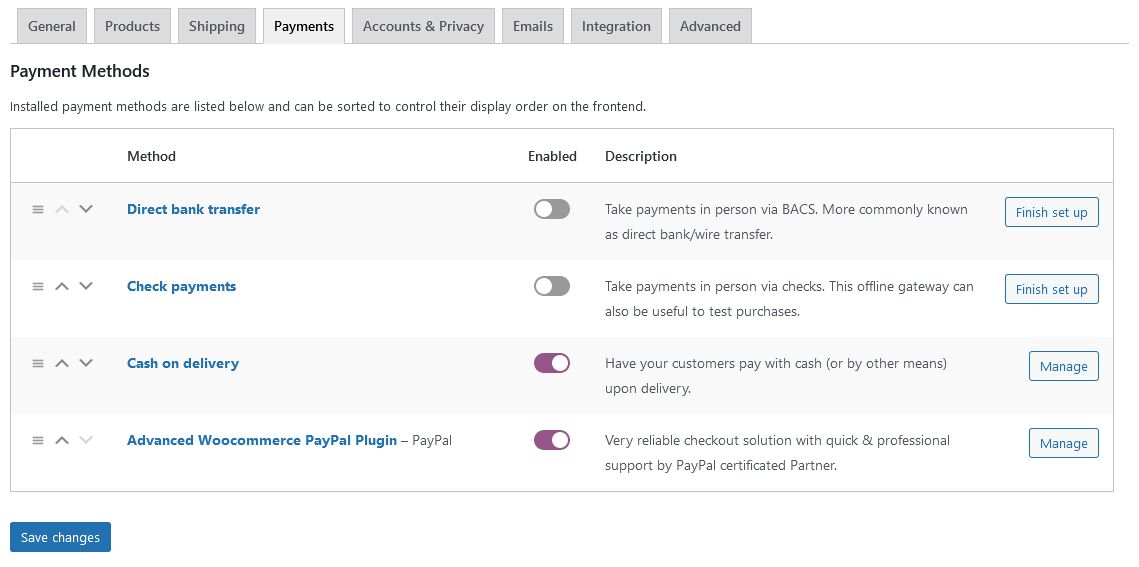 General Products Shipping Payments Accounts & Privacy Emails Integration Advanced
Payment Methods
Installed payment methods are listed below and can be sorted to control their display order on the frontend.
Method Enabled Description
Direct bank transfer Take payments in person via BACS. More commonly known Finish set up
as direct bank/wire transfer.
Check payments Take payments in person via checks. This offline gateway can Finish set up
also be useful to test purchases.
Cash on delivery Have your customers pay with cash (or by other means) Manage
upon delivery.
Advanced Woocommerce PayPal Plugin – PayPal Very reliable checkout solution with quick & professional Manage
support by PayPal certificated Partner.
Save changes